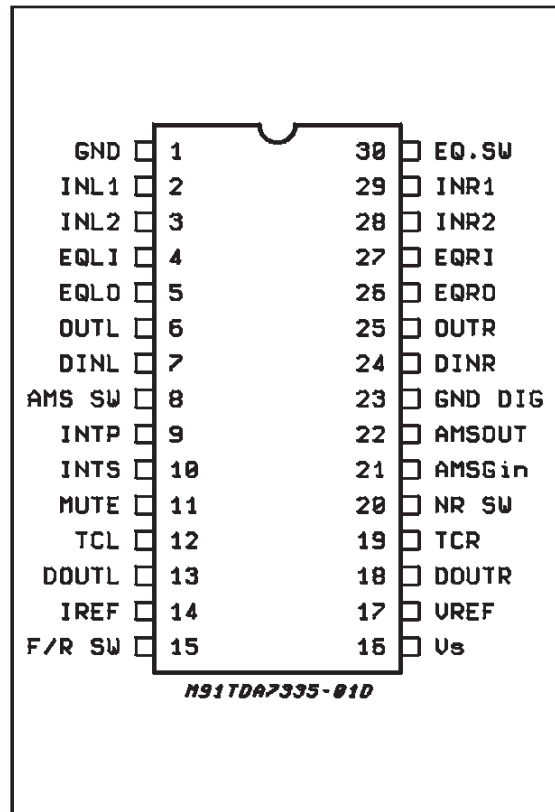 GND 1 30 EQ.SW
INL1 2 29 INR1
INL2 3 28 INR2
EQLI 4 27 EQRI
EQLO 5 26 EQRO
OUTL 6 25 OUTR
DINL 7 24 DINR
AMS SW 8 23 GND DIG
INTP 9 22 AMSOUT
INTS 10 21 AMSGin
MUTE 11 20 NR SW
TCL 12 19 TCR
DOUTL 13 18 DOUTR
IREF 14 17 VREF
F/R SW 15 16 Vs
M91TDA7335-01D